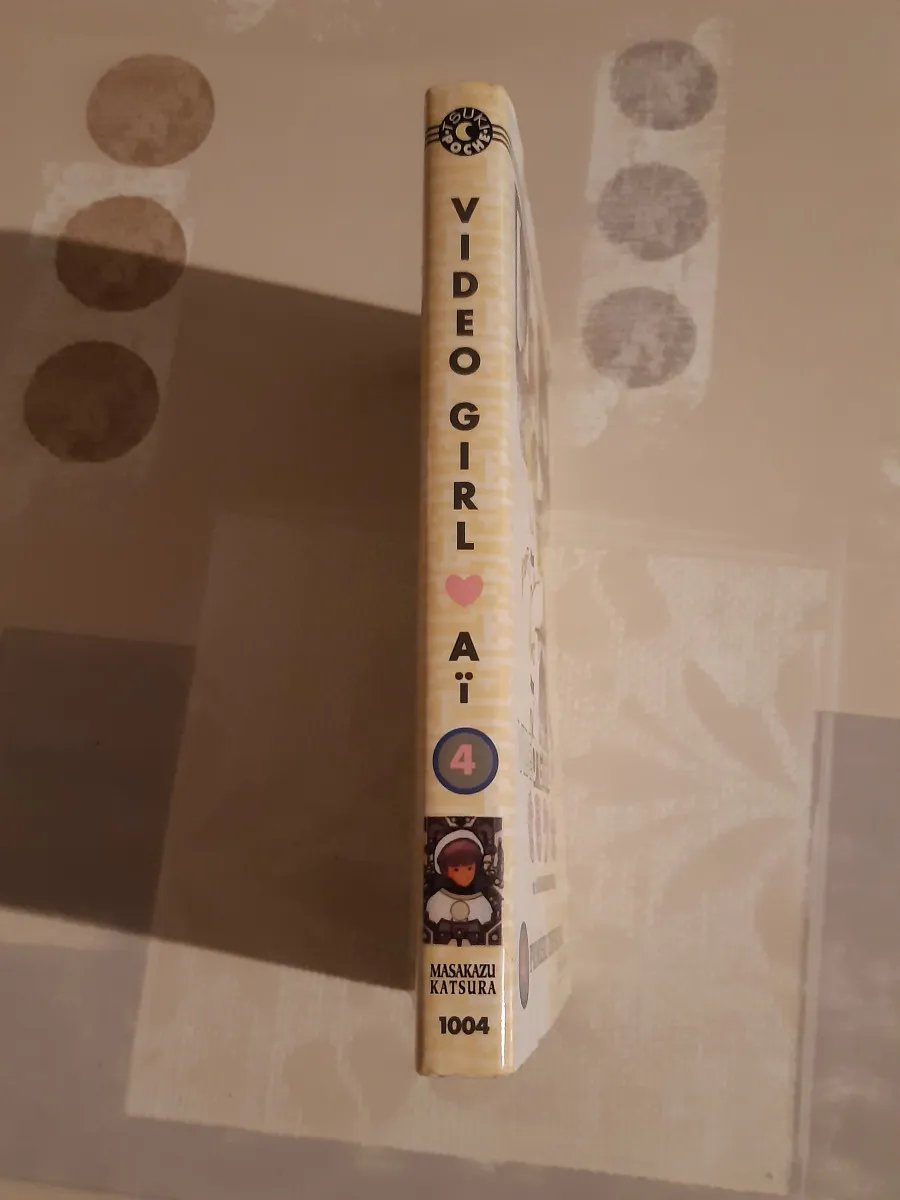 TSUKI
POCHE
VIDEO GIRL
AÏ
4
MASAKAZU
KATSURA
1004